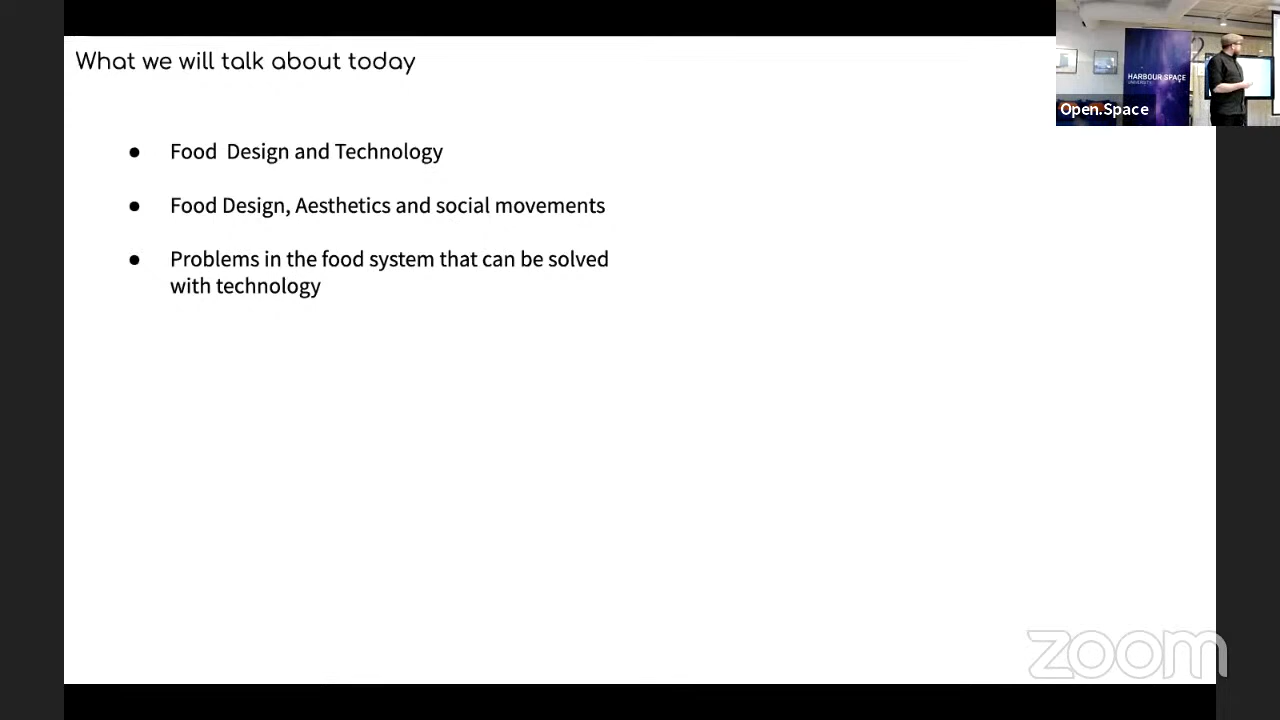 What we will talk about today
HARBOUR SPACE
Open.Space
● Food Design and Technology
● Food Design, Aesthetics and social movements
● Problems in the food system that can be solved
with technology
zoom